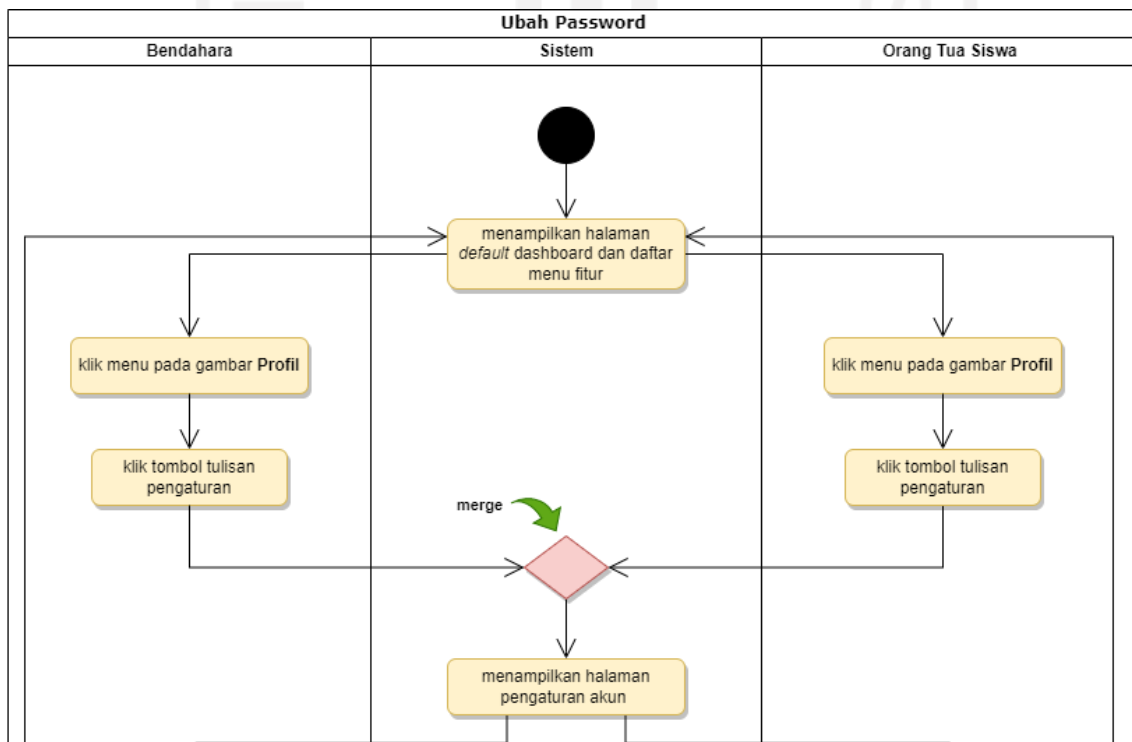 Ubah Password
Bendahara
Sistem
Orang Tua Siswa
menampilkan halaman
default dashboard dan daftar
menu fitur
klik menu pada gambar Profil
klik menu pada gambar Profil
klik tombol tulisan
pengaturan
klik tombol tulisan
pengaturan
merge
menampilkan halaman
pengaturan akun